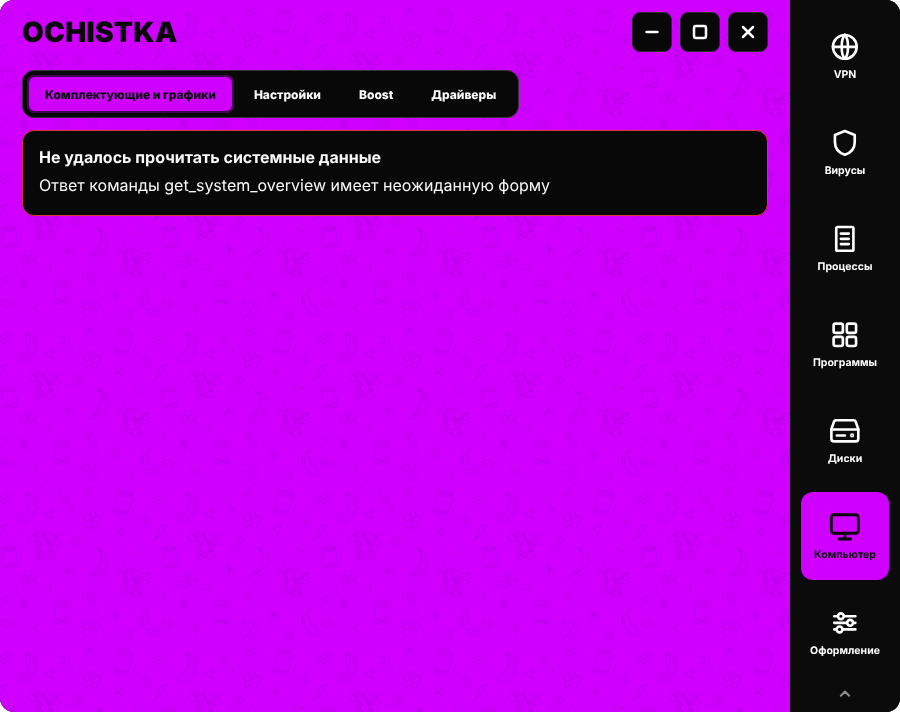 OCHISTKA
Комплектующие и графики
Настройки
Boost
Драйверы
Не удалось прочитать системные данные
Ответ команды get_system_overview имеет неожиданную форму
VPN
Вирусы
Процессы
Программы
Диски
Компьютер
Оформление